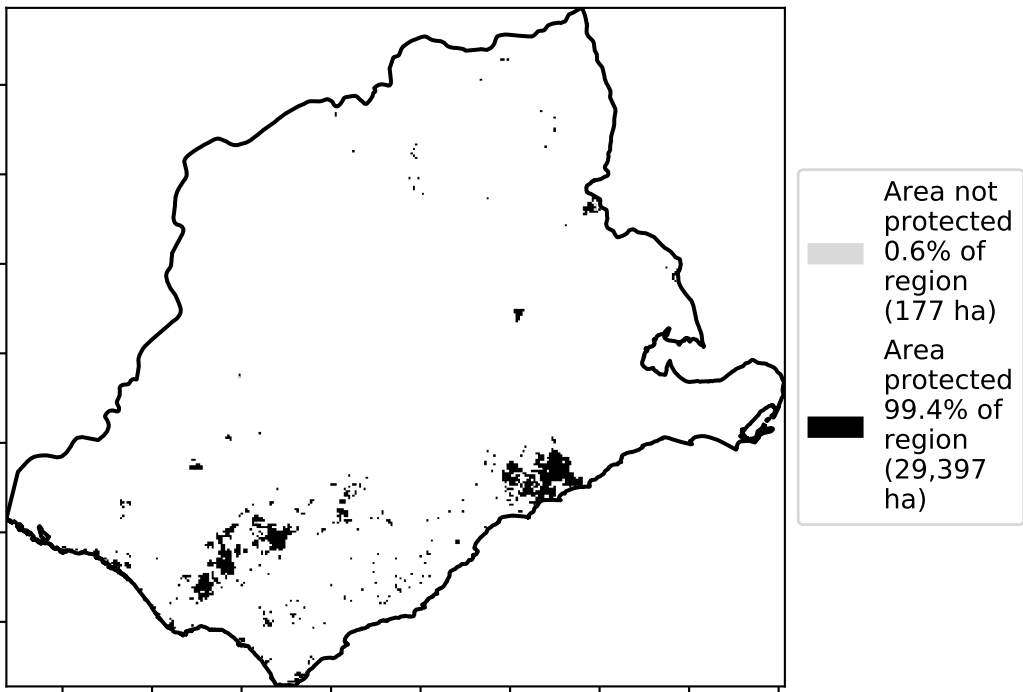 Area not
protected
0.6% of
region
(177 ha)
Area
protected
99.4% of
region
(29,397
ha)